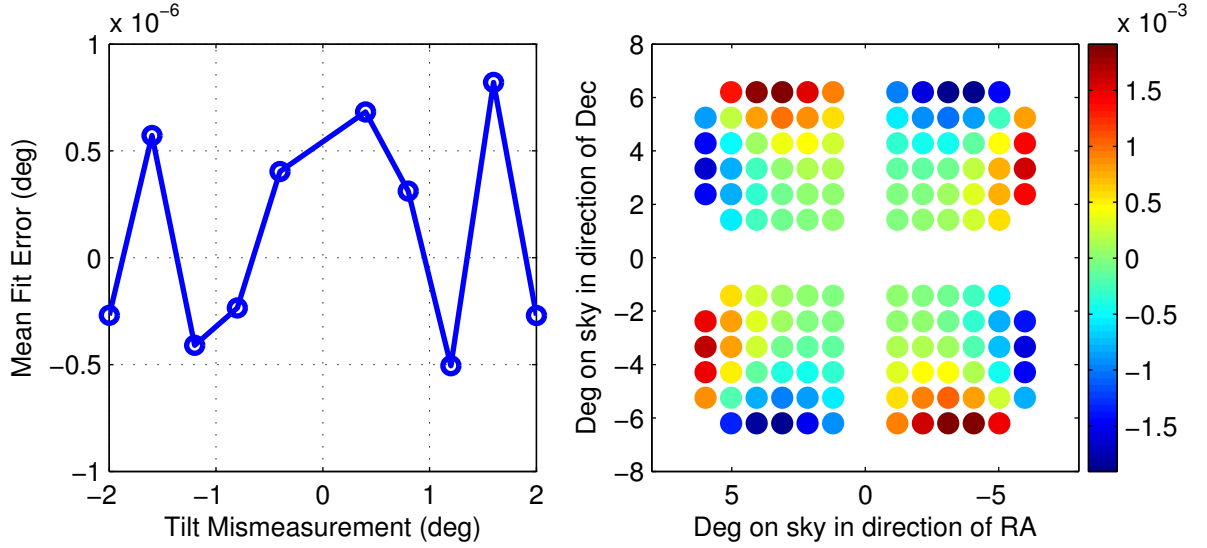 x 10⁻⁶
1
0.5
0
−0.5
−1
Mean Fit Error (deg)
−2 −1 0 1 2
Tilt Mismeasurement (deg)
8
6
4
2
0
−2
−4
−6
−8
Deg on sky in direction of Dec
5 0 −5
Deg on sky in direction of RA
x 10⁻³
1.5
1
0.5
0
−0.5
−1
−1.5